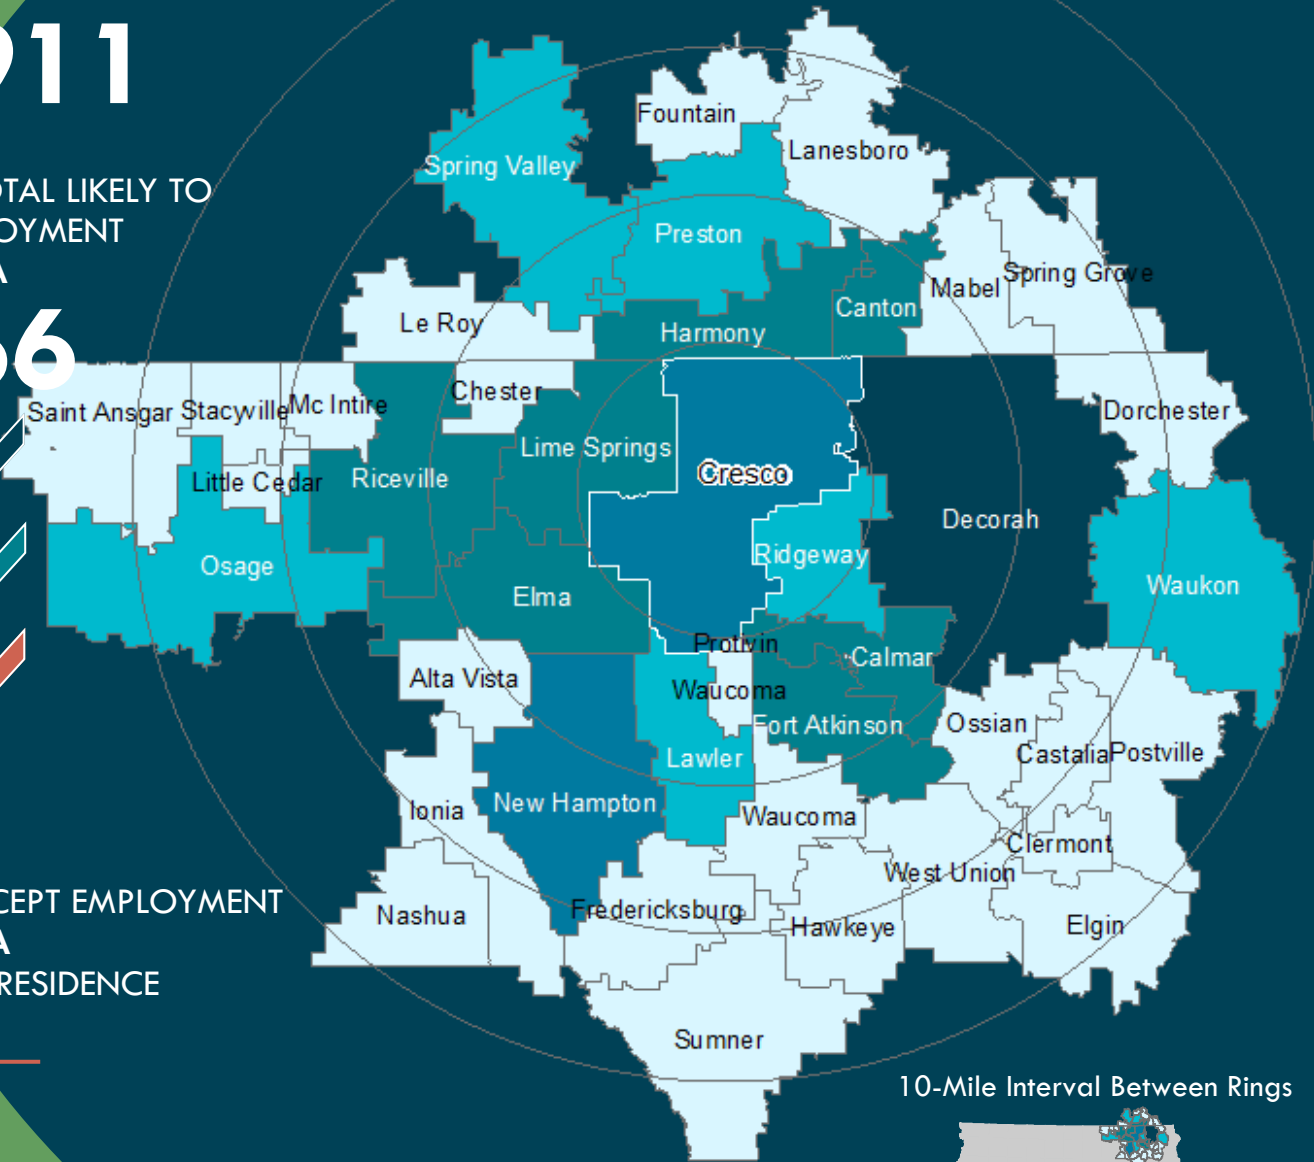 911
OTAL LIKELY TO
OYMENT
A
66
CEPT EMPLOYMENT
A
RESIDENCE
1
Fountain
Lanesboro
Spring Valley
Preston
Spring Grove
Mabel
Canton
Le Roy
Harmony
Chester
Saint Ansgar
Stacyville
Mc Intire
Dorchester
Lime Springs
Cresco
Little Cedar
Riceville
Decorah
Ridgeway
Osage
Waukon
Elma
Protivin
Calmar
Alta Vista
Waucoma
Fort Atkinson
Ossian
Castalia
Postville
Lawler
New Hampton
Ionia
Waucoma
Clermont
West Union
Nashua
Fredericksburg
Hawkeye
Elgin
Sumner
10-Mile Interval Between Rings